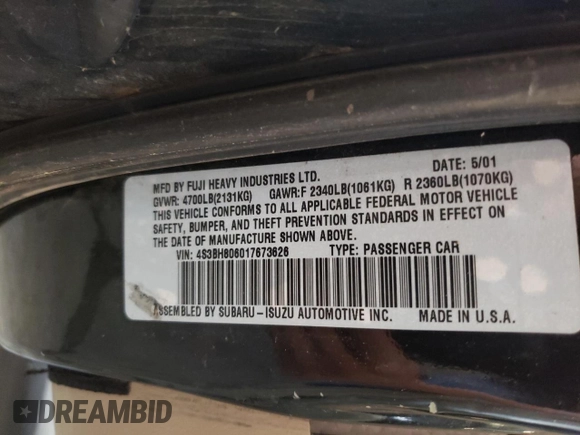 MFD BY FUJI HEAVY INDUSTRIES LTD. DATE: 5/01
GVWR: 4700LB(2131KG) GAWR:F 2340LB(1061KG) R 2360LB(1070KG)
THIS VEHICLE CONFORMS TO ALL APPLICABLE FEDERAL MOTOR VEHICLE
SAFETY, BUMPER, AND THEFT PREVENTION STANDARDS IN EFFECT ON
THE DATE OF MANUFACTURE SHOWN ABOVE.
VIN: 4S3BH806017673626 TYPE: PASSENGER CAR
ASSEMBLED BY SUBARU-ISUZU AUTOMOTIVE INC. MADE IN U.S.A.
DREAMBID